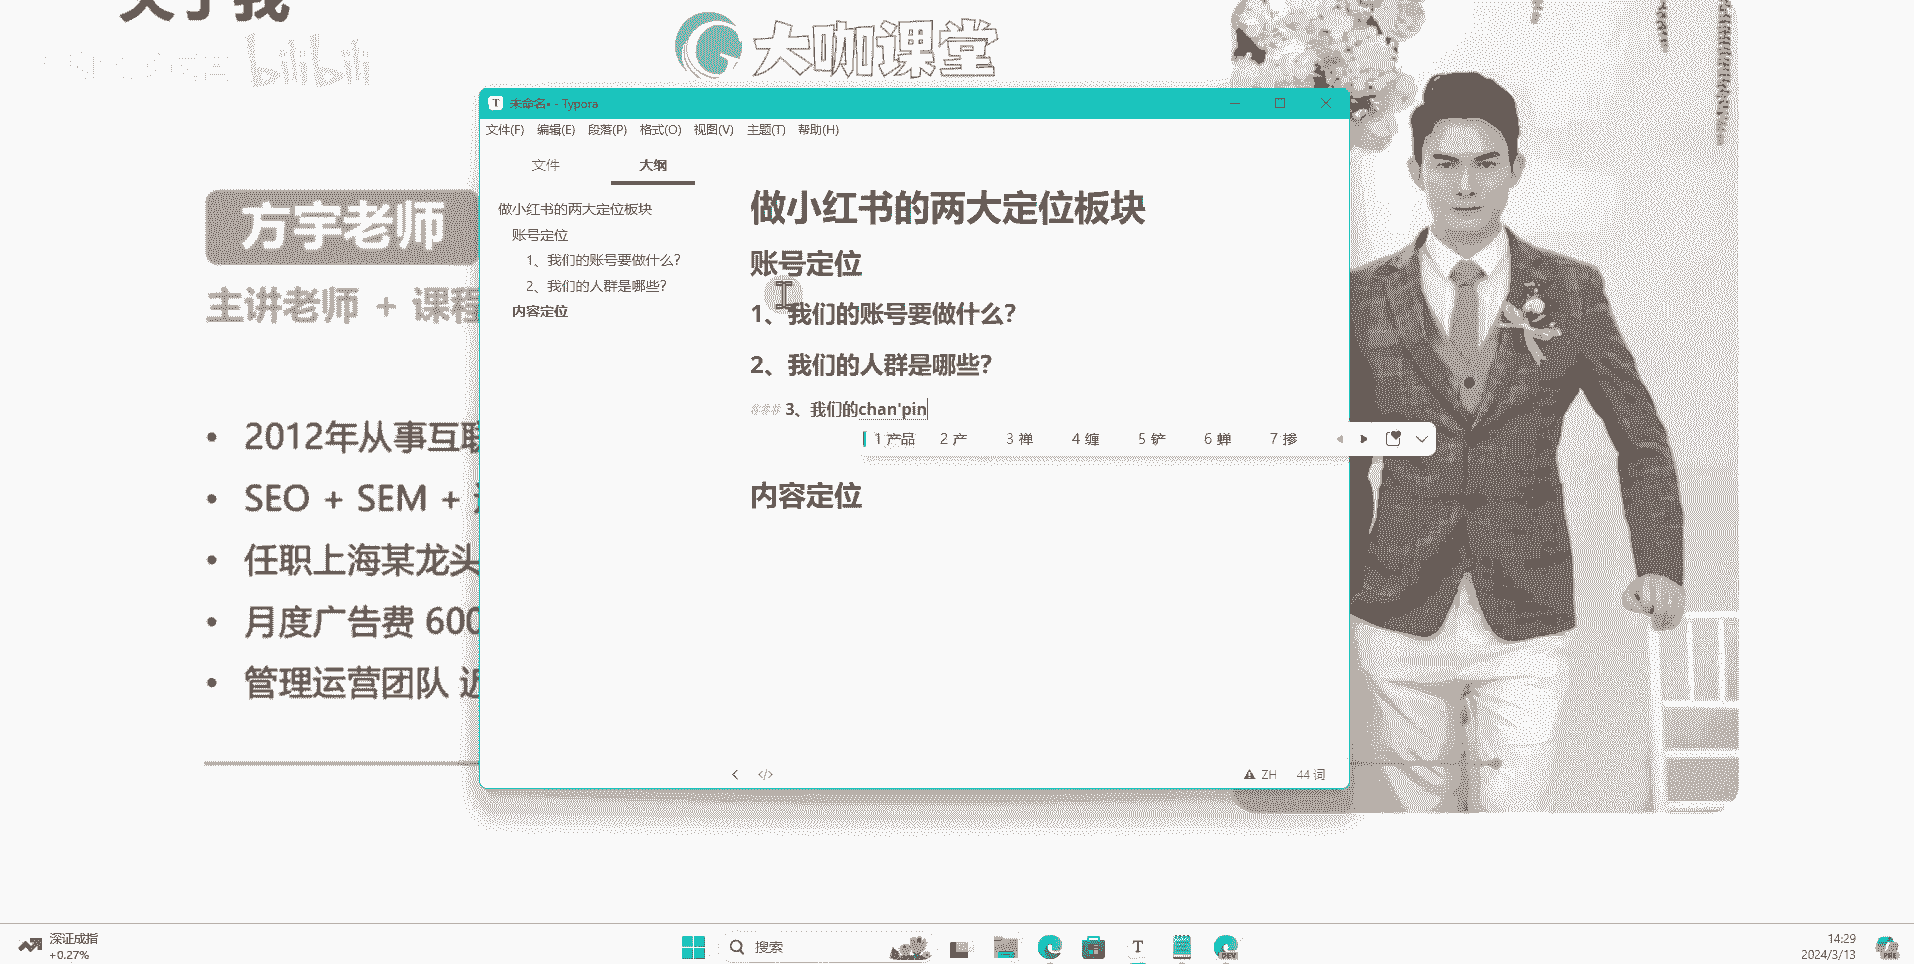 关于我
bilibili
大咖课堂
方宇老师
主讲老师 + 课程
• 2012年从事互联
• SEO + SEM +
• 任职上海某龙头
• 月度广告费 600
• 管理运营团队 近
未命名• - Typora
文件(F) 编辑(E) 段落(P) 格式(O) 视图(V) 主题(T) 帮助(H)
文件 大纲
做小红书的两大定位板块
账号定位
1、我们的账号要做什么?
2、我们的人群是哪些?
内容定位
做小红书的两大定位板块
账号定位
1、我们的账号要做什么?
2、我们的人群是哪些?
### 3、我们的chan'pin
1 产品 2 产 3 禅 4 缠 5 铲 6 蝉 7 掺
内容定位
ZH 44 词
深证成指
+0.27%
搜索
DEV
14:29
2024/3/13
PRE